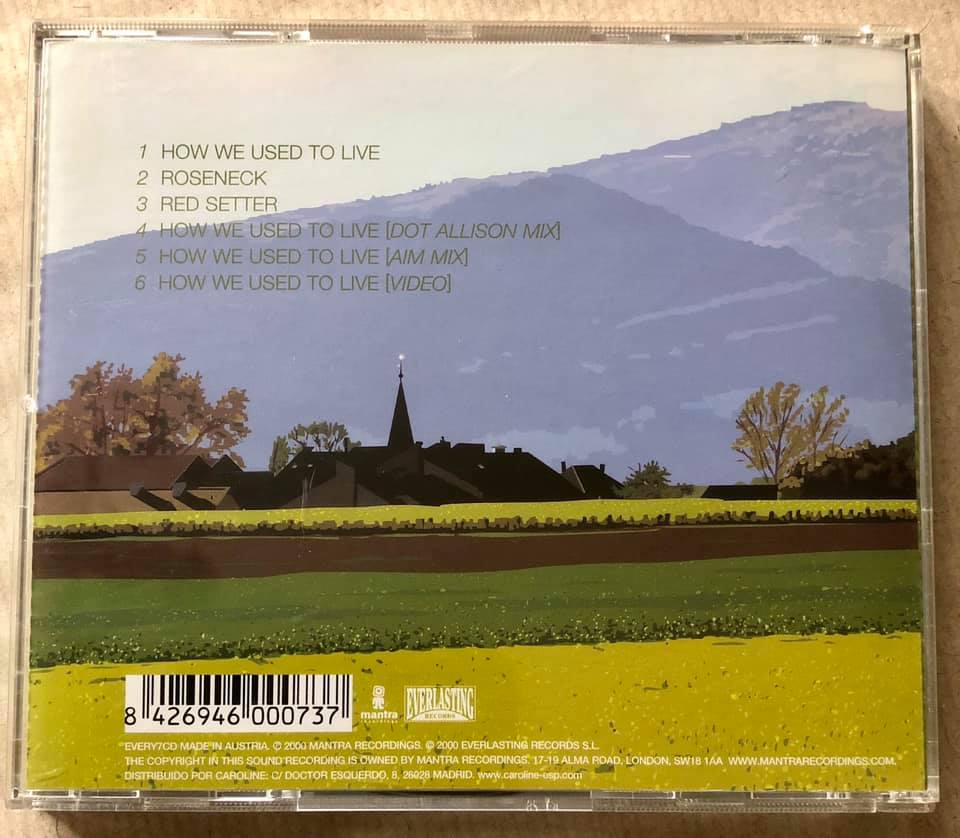 1 HOW WE USED TO LIVE
2 ROSENECK
3 RED SETTER
4 HOW WE USED TO LIVE [DOT ALLISON MIX]
5 HOW WE USED TO LIVE [AIM MIX]
6 HOW WE USED TO LIVE [VIDEO]
8 426946 000737
mantra
recordings
EVERLASTING
RECORDS
EVERY7CD MADE IN AUSTRIA. ℗ 2000 MANTRA RECORDINGS. © 2000 EVERLASTING RECORDS S.L.
THE COPYRIGHT IN THIS SOUND RECORDING IS OWNED BY MANTRA RECORDINGS. 17-19 ALMA ROAD, LONDON, SW18 1AA WWW.MANTRARECORDINGS.COM.
DISTRIBUIDO POR CAROLINE: C/ DOCTOR ESQUERDO, 8, 28028 MADRID. www.caroline-esp.com